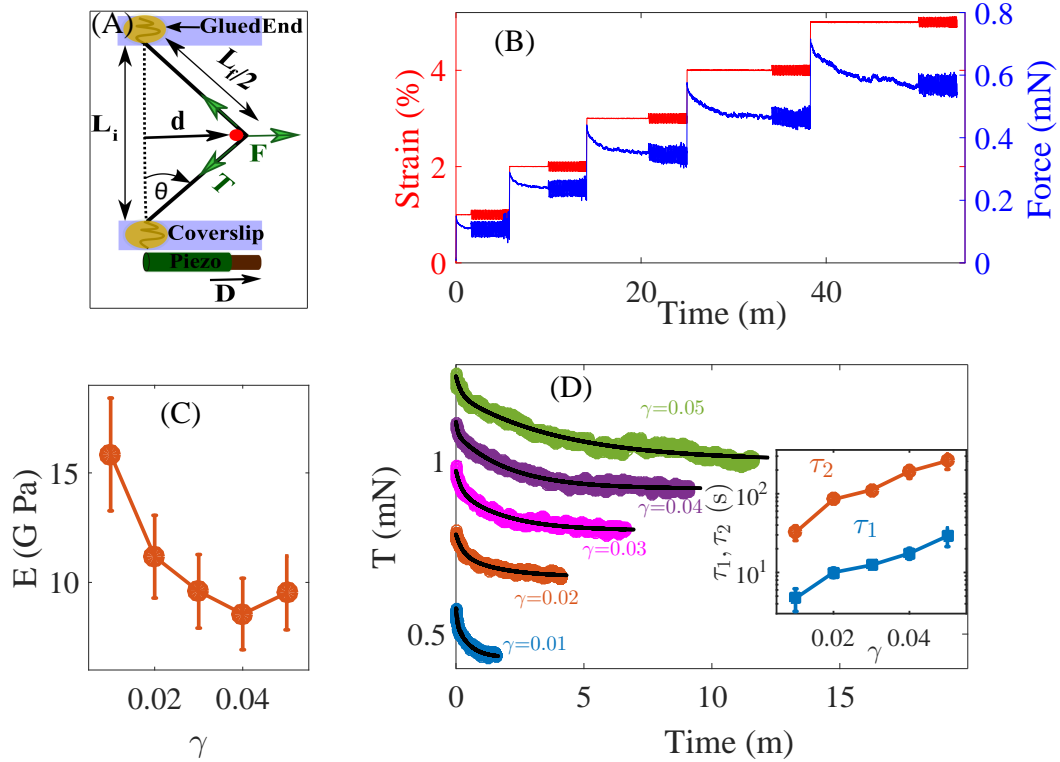 (A)
GluedEnd
L_f/2
L_i
d
F
T
θ
Coverslip
Piezo
D
(B)
Strain (%)
4
2
0
0.8
0.6
0.4
0.2
0
Force (mN)
0 20 40
Time (m)
(C)
E (G Pa)
15
10
0.02 0.04
γ
(D)
T (mN)
1
0.5
γ=0.05
γ=0.04
γ=0.03
γ=0.02
γ=0.01
0 5 10 15
Time (m)
τ₁, τ₂ (s)
10²
10¹
τ₂
τ₁
0.02 0.04
γ